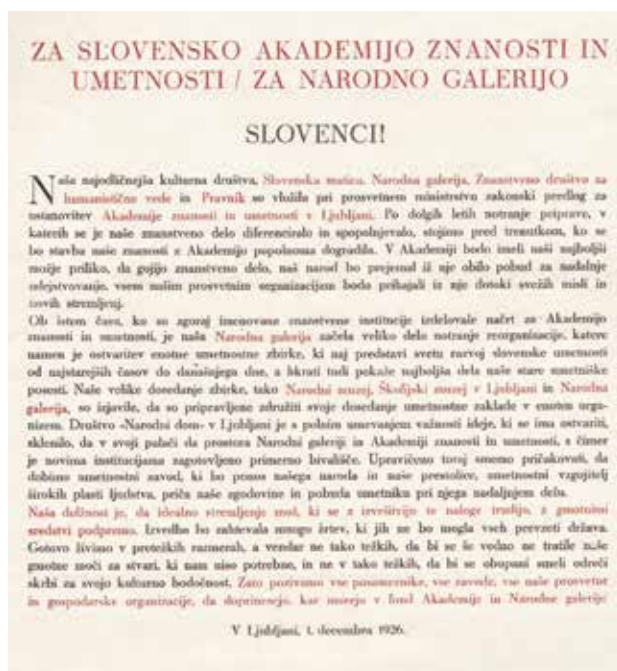 ZA SLOVENSKO AKADEMIJO ZNANOSTI IN
UMETNOSTI / ZA NARODNO GALERIJO
SLOVENCI!
Naše najodličnejša kulturna društva, Slovenska matica, Narodna galerija, Znanstveno društvo za
humanistične vede in Pravnik so vložila pri prosvetnem ministrstvu zakonski predlog za
ustanovitev Akademije znanosti in umetnosti v Ljubljani. Po dolgih letih notranje priprave, v
katerih se je naše znanstveno delo diferenciralo in spopolnjevalo, stojimo pred trenutkom, ko se
bo stavba naše znanosti z Akademijo popolnoma dogradila. V Akademiji bodo imeli naši najboljši
možje priliko, da gojijo znanstveno delo, naš narod bo prejemal iž nje obilo pobud za nadaljnje
udejstvovanje, vsem našim prosvetnim organizacijam bodo prihajali iz nje dotoki svežih misli in
novih stremljenj.
Ob istem času, ko so zgoraj imenovane znanstvene institucije izdelovale načrt za Akademijo
znanosti in umetnosti, je naša Narodna galerija začela veliko delo notranje reorganizacije, katere
namen je ostvaritev enotne umetnostne zbirke, ki naj predstavi svetu razvoj slovenske umetnosti
od najstarejših časov do današnjega dne, a hkrati tudi pokaže najboljša dela naše stare umetniške
posesti. Naše velike dosedanje zbirke, tako Narodni muzej, Škofijski muzej v Ljubljani in Narodna
galerija, so izjavile, da so pripravljene združiti svoje dosedanje umetnostne zaklade v enotnem orga-
nizem. Društvo »Narodni dom« v Ljubljani je s polnim umevanjem važnosti ideje, ki se ima ostvariti,
sklenilo, da v svoji palači da prostora Narodni galeriji in Akademiji znanosti in umetnosti, s čimer
je novima institucijama zagotovljeno primerno bivališče. Upravičeno torej smemo pričakovati, da
dobimo umetnostni zavod, ki bo ponos našega naroda in naše prestolice, umetnostni vzgojitelj
širokih plasti ljudstva, priča naše zgodovine in pobuda umetniku pri njega nadaljnjem delu.
Naša dolžnost je, da idealno stremljenje mož, ki se z izvršitvijo te naloge trudijo, z gmotnimi
sredstvi podpremo. Izvedba bo zahtevala mnogo žrtev, ki jih ne bo mogla vseh prevzeti država.
Gotovo živimo v pretežkih razmerah, a vendar ne tako težkih, da bi se še vedno ne tratile naše
gmotne moči za stvari, ki nam niso potrebne, in ne v tako težkih, da bi se obupani smeli odreči
skrbi za svojo kulturno bodočnost. Zato pozivamo vse posameznike, vse zavode, vse naše prosvetne
in gospodarske organizacije, da doprinesejo, kar morejo v fond Akademije in Narodne galerije
V Ljubljani, 1. decembra 1926.